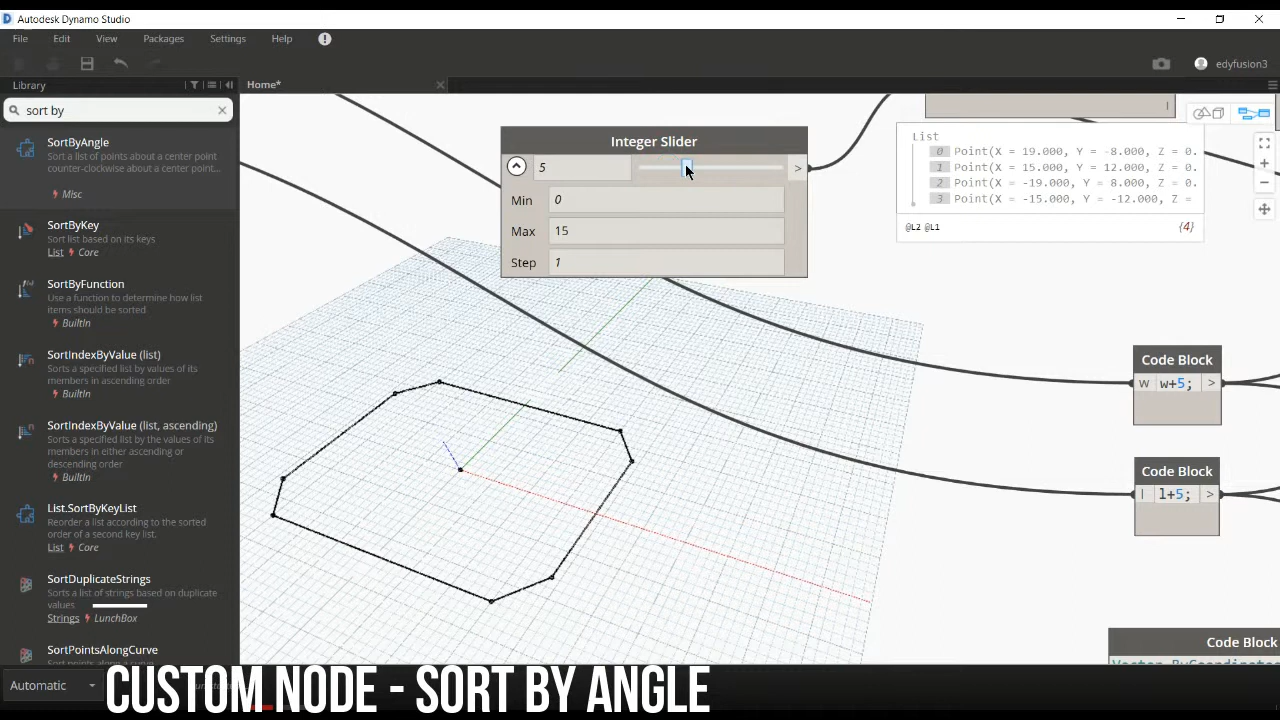 Autodesk Dynamo Studio
File Edit View Packages Settings Help
edyfusion3
Library
Home*
sort by
SortByAngle
Sort a list of points about a center point
counter-clockwise about a center point...
Misc
SortByKey
Sort list based on its keys
List Core
SortByFunction
Use a function to determine how list
items should be sorted
BuiltIn
SortIndexByValue (list)
Sorts a specified list by values of its
members in ascending order
BuiltIn
SortIndexByValue (list, ascending)
Sorts a specified list by the values of its
members in either ascending or
descending order
BuiltIn
List.SortByKeyList
Reorder a list according to the sorted
order of a second key list.
List Core
SortDuplicateStrings
Sorts a list of strings based on duplicate
values
Strings LunchBox
SortPointsAlongCurve
Automatic
Integer Slider
5 >
Min 0
Max 15
Step 1
List
0 Point(X = 19.000, Y = -8.000, Z = 0.
1 Point(X = 15.000, Y = 12.000, Z = 0.
2 Point(X = -19.000, Y = 8.000, Z = 0.
3 Point(X = -15.000, Y = -12.000, Z =
@L2 @L1 {4}
Code Block
w w+5; >
Code Block
l l+5; >
Code Block
CUSTOM NODE - SORT BY ANGLE